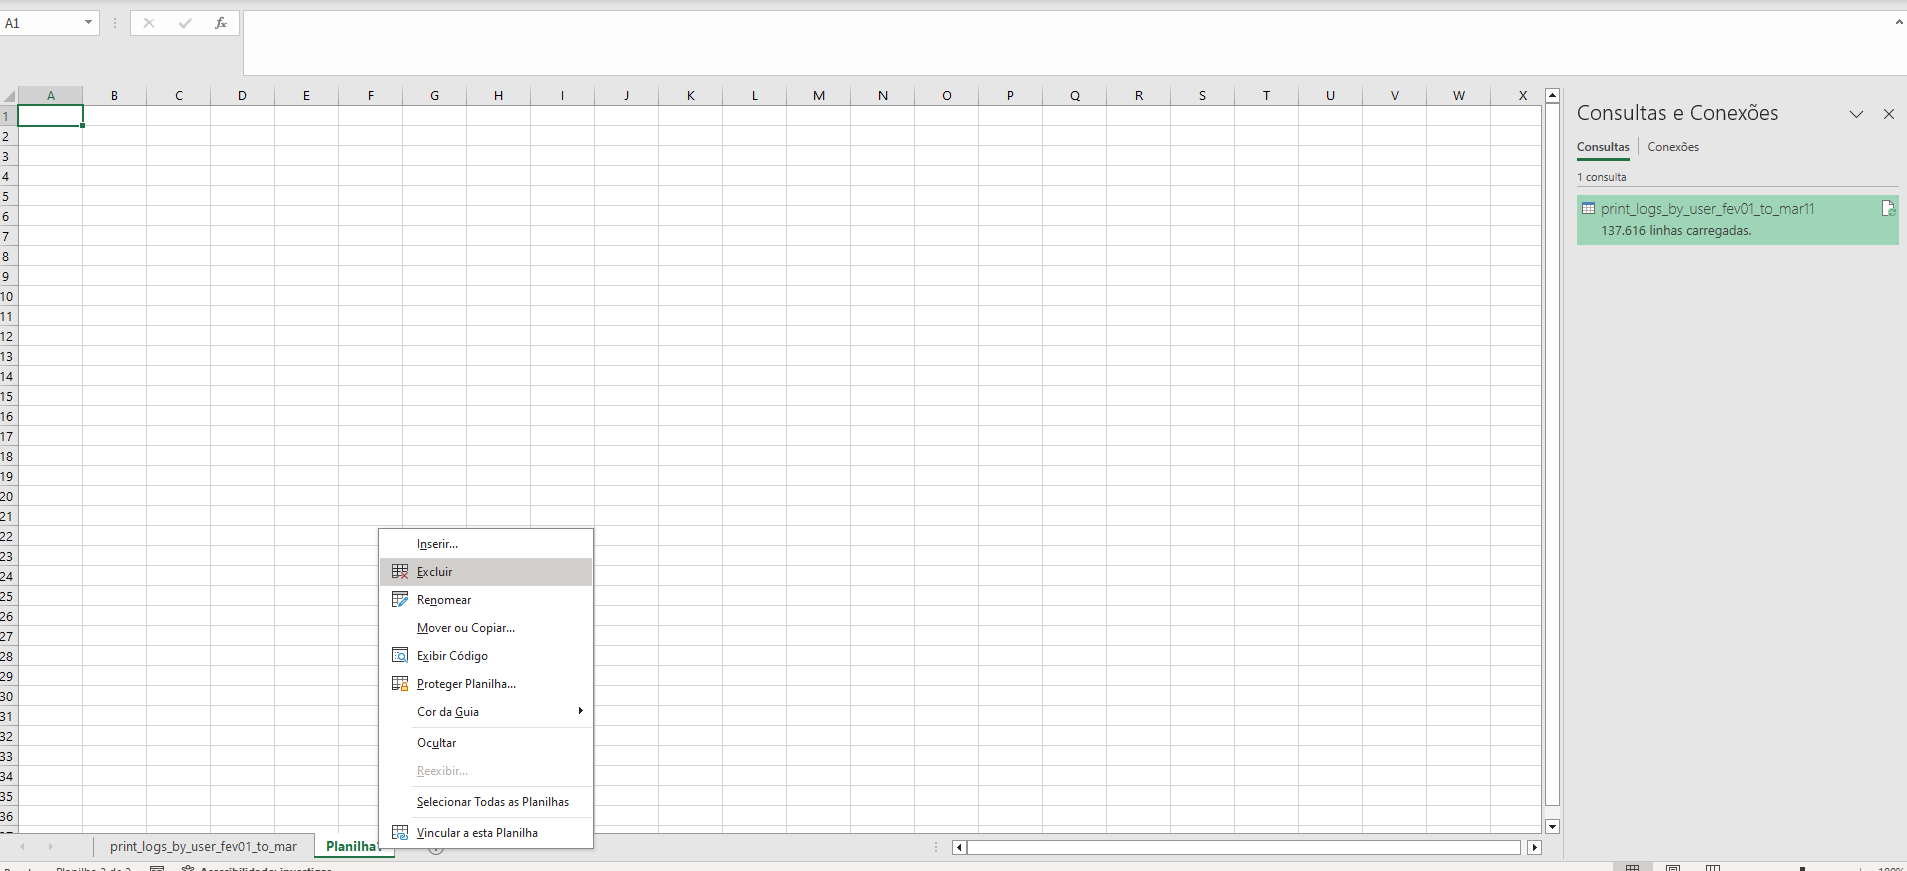 A1
fx
A B C D E F G H I J K L M N O P Q R S T U V W X
1
2
3
4
5
6
7
8
9
10
11
12
13
14
15
16
17
18
19
20
21
22
23
24
25
26
27
28
29
30
31
32
33
34
35
36
Consultas e Conexões
Consultas Conexões
1 consulta
print_logs_by_user_fev01_to_mar11
137.616 linhas carregadas.
Inserir...
Excluir
Renomear
Mover ou Copiar...
Exibir Código
Proteger Planilha...
Cor da Guia
Ocultar
Reexibir...
Selecionar Todas as Planilhas
Vincular a esta Planilha
print_logs_by_user_fev01_to_mar Planilha1